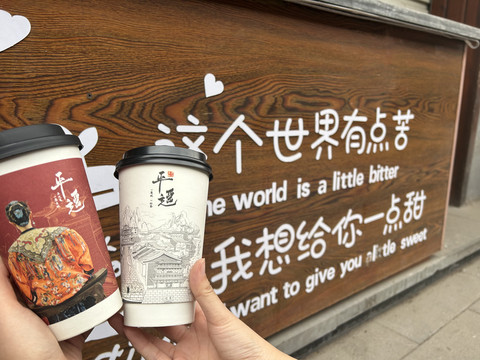 平遥
平遥
这个世界有点苦
he world is a little bitter
我想给你一点甜
want to give you a little sweet